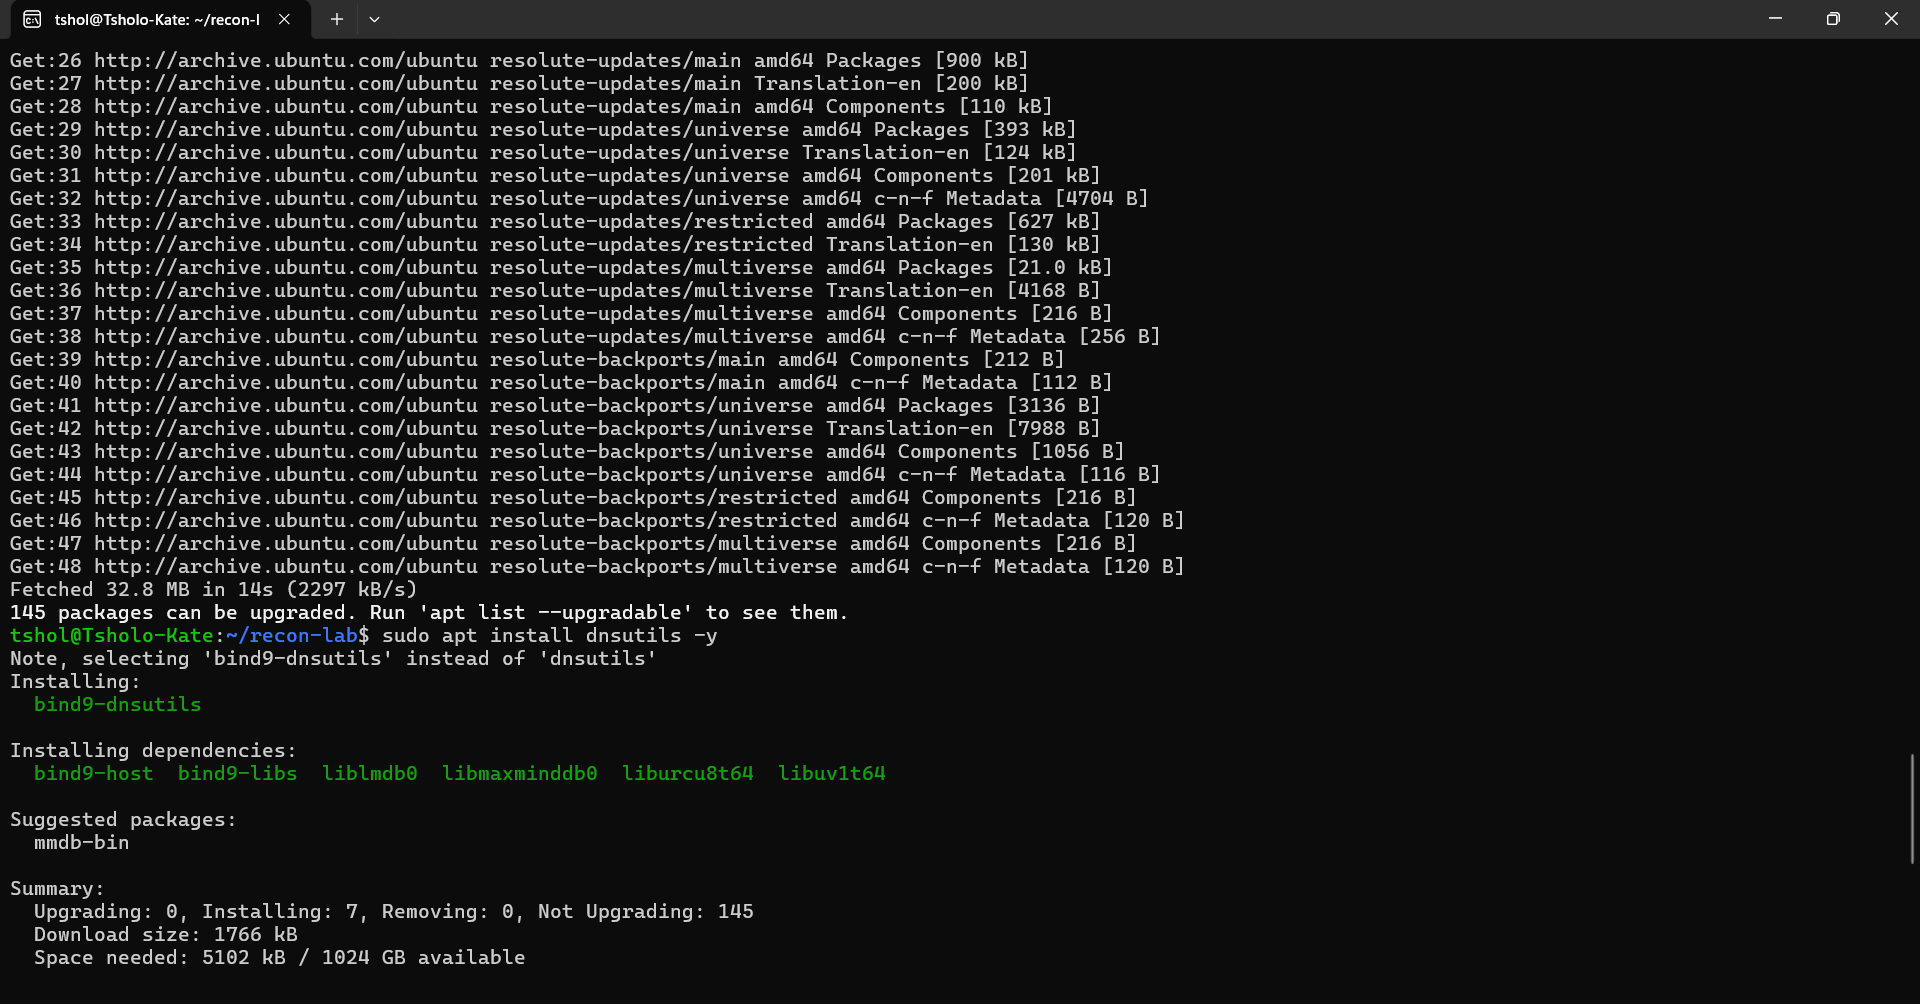 tshol@Tsholo-Kate: ~/recon-l
Get:26 http://archive.ubuntu.com/ubuntu resolute-updates/main amd64 Packages [900 kB]
Get:27 http://archive.ubuntu.com/ubuntu resolute-updates/main Translation-en [200 kB]
Get:28 http://archive.ubuntu.com/ubuntu resolute-updates/main amd64 Components [110 kB]
Get:29 http://archive.ubuntu.com/ubuntu resolute-updates/universe amd64 Packages [393 kB]
Get:30 http://archive.ubuntu.com/ubuntu resolute-updates/universe Translation-en [124 kB]
Get:31 http://archive.ubuntu.com/ubuntu resolute-updates/universe amd64 Components [201 kB]
Get:32 http://archive.ubuntu.com/ubuntu resolute-updates/universe amd64 c-n-f Metadata [4704 B]
Get:33 http://archive.ubuntu.com/ubuntu resolute-updates/restricted amd64 Packages [627 kB]
Get:34 http://archive.ubuntu.com/ubuntu resolute-updates/restricted Translation-en [130 kB]
Get:35 http://archive.ubuntu.com/ubuntu resolute-updates/multiverse amd64 Packages [21.0 kB]
Get:36 http://archive.ubuntu.com/ubuntu resolute-updates/multiverse Translation-en [4168 B]
Get:37 http://archive.ubuntu.com/ubuntu resolute-updates/multiverse amd64 Components [216 B]
Get:38 http://archive.ubuntu.com/ubuntu resolute-updates/multiverse amd64 c-n-f Metadata [256 B]
Get:39 http://archive.ubuntu.com/ubuntu resolute-backports/main amd64 Components [212 B]
Get:40 http://archive.ubuntu.com/ubuntu resolute-backports/main amd64 c-n-f Metadata [112 B]
Get:41 http://archive.ubuntu.com/ubuntu resolute-backports/universe amd64 Packages [3136 B]
Get:42 http://archive.ubuntu.com/ubuntu resolute-backports/universe Translation-en [7988 B]
Get:43 http://archive.ubuntu.com/ubuntu resolute-backports/universe amd64 Components [1056 B]
Get:44 http://archive.ubuntu.com/ubuntu resolute-backports/universe amd64 c-n-f Metadata [116 B]
Get:45 http://archive.ubuntu.com/ubuntu resolute-backports/restricted amd64 Components [216 B]
Get:46 http://archive.ubuntu.com/ubuntu resolute-backports/restricted amd64 c-n-f Metadata [120 B]
Get:47 http://archive.ubuntu.com/ubuntu resolute-backports/multiverse amd64 Components [216 B]
Get:48 http://archive.ubuntu.com/ubuntu resolute-backports/multiverse amd64 c-n-f Metadata [120 B]
Fetched 32.8 MB in 14s (2297 kB/s)
145 packages can be upgraded. Run 'apt list --upgradable' to see them.
tshol@Tsholo-Kate:~/recon-lab$ sudo apt install dnsutils -y
Note, selecting 'bind9-dnsutils' instead of 'dnsutils'
Installing:
  bind9-dnsutils

Installing dependencies:
  bind9-host  bind9-libs  liblmdb0  libmaxminddb0  liburcu8t64  libuv1t64

Suggested packages:
  mmdb-bin

Summary:
  Upgrading: 0, Installing: 7, Removing: 0, Not Upgrading: 145
  Download size: 1766 kB
  Space needed: 5102 kB / 1024 GB available